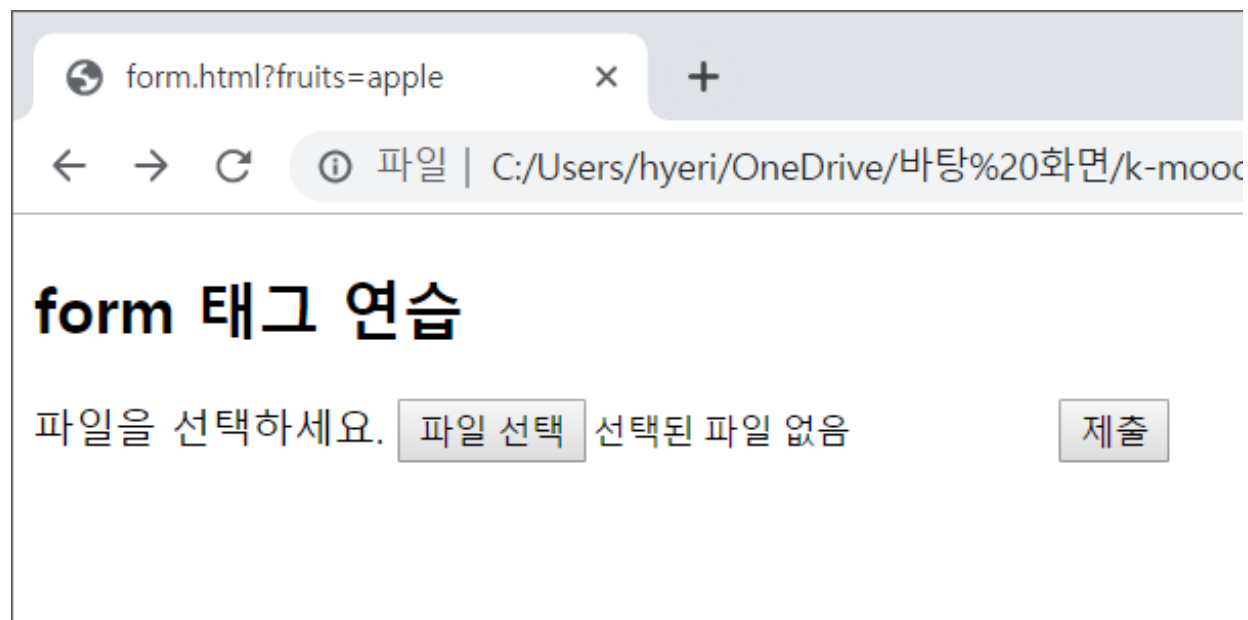 form.html?fruits=apple
파일 | C:/Users/hyeri/OneDrive/바탕%20화면/k-mooc
form 태그 연습
파일을 선택하세요. 파일 선택 선택된 파일 없음 제출